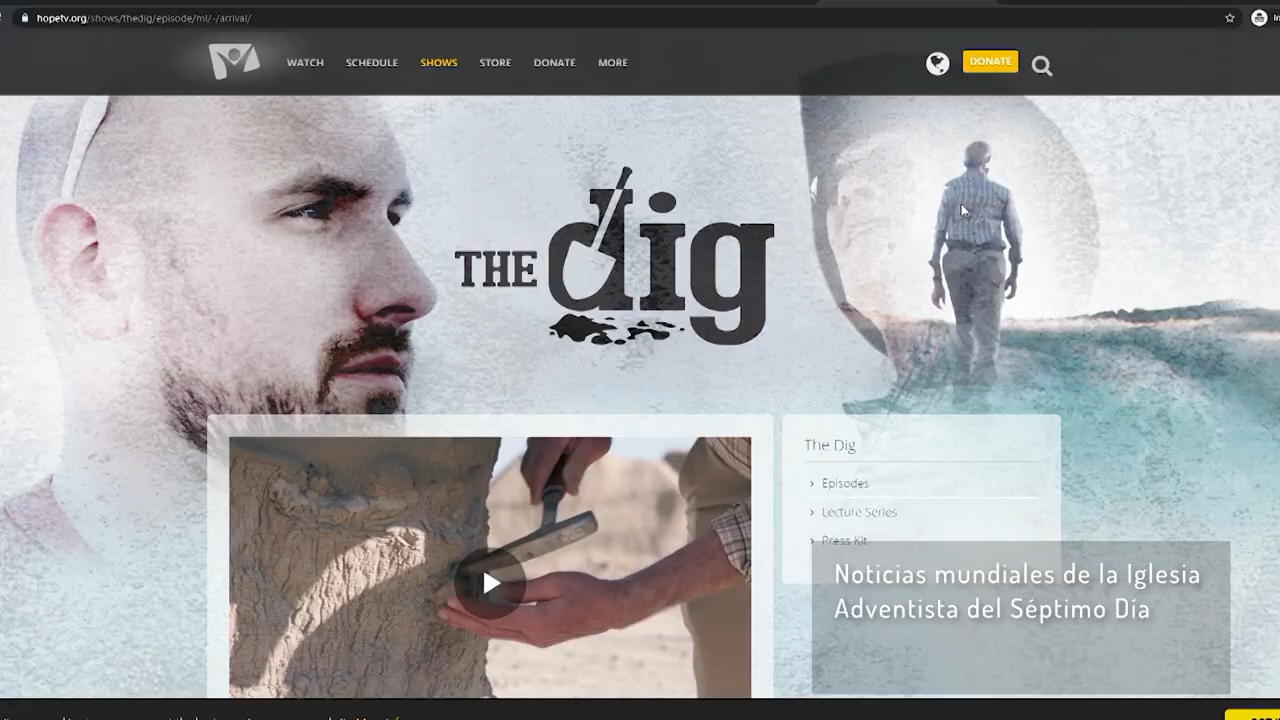 hopetv.org/shows/thedig/episode/ml/-/arrival/
WATCH SCHEDULE SHOWS STORE DONATE MORE
DONATE
THE dig
The Dig
Episodes
Lecture Series
Press Kit
Noticias mundiales de la Iglesia
Adventista del Séptimo Día